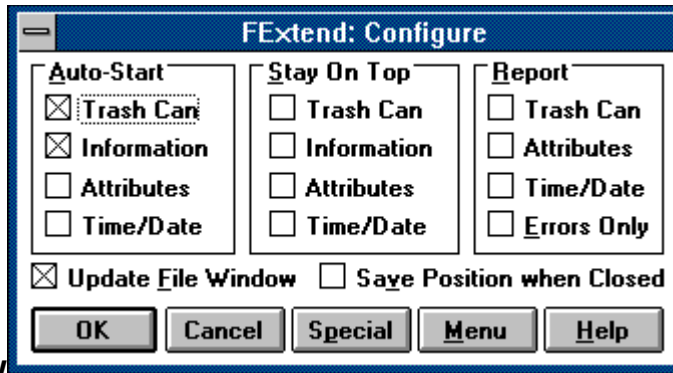 FExtend: Configure
Auto-Start
Trash Can
Information
Attributes
Time/Date
Stay On Top
Trash Can
Information
Attributes
Time/Date
Report
Trash Can
Attributes
Time/Date
Errors Only
Update File Window Save Position when Closed
OK Cancel Special Menu Help